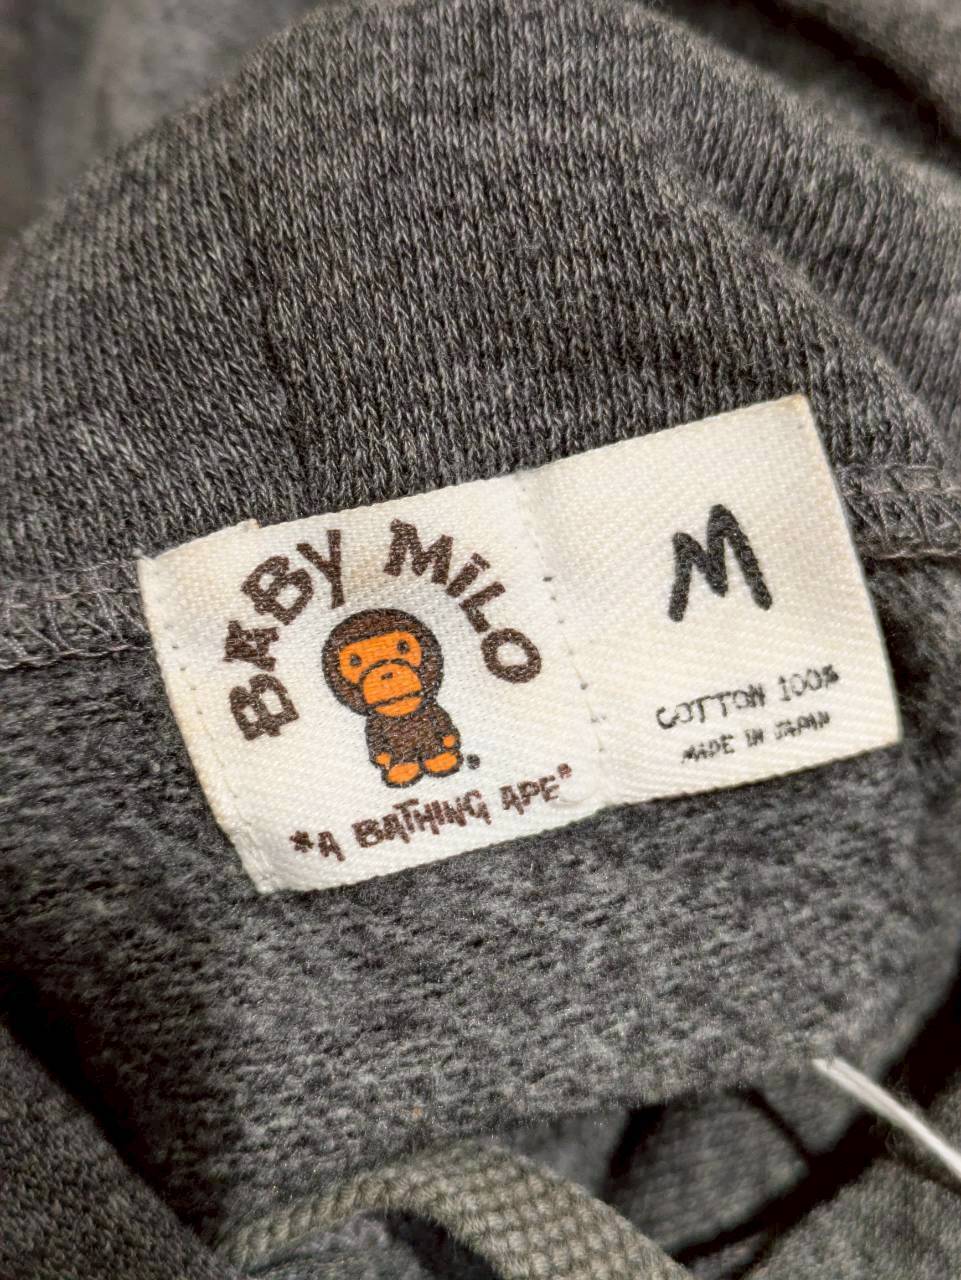 BABY MiLO
*A BATHING APE*
M
COTTON 100%
MADE IN JAPAN